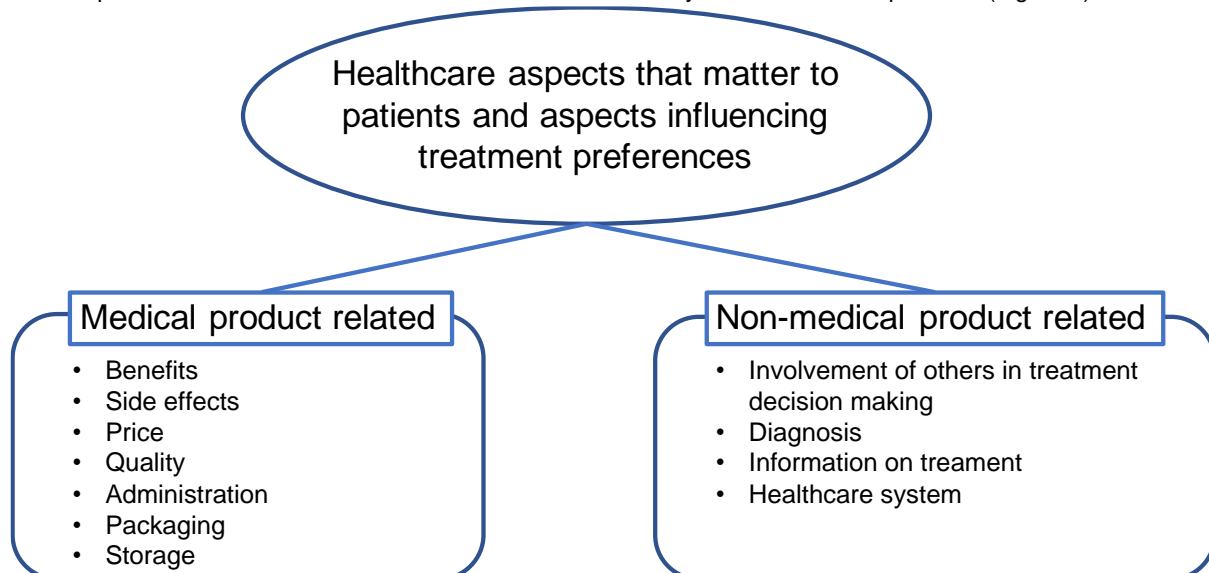 Healthcare aspects that matter to
patients and aspects influencing
treatment preferences
Medical product related
• Benefits
• Side effects
• Price
• Quality
• Administration
• Packaging
• Storage
Non-medical product related
• Involvement of others in treatment
decision making
• Diagnosis
• Information on treament
• Healthcare system